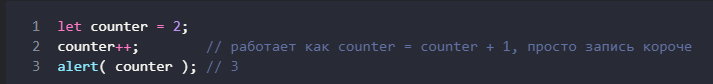 1 let counter = 2;
2 counter++;        // работает как counter = counter + 1, просто запись короче
3 alert( counter ); // 3